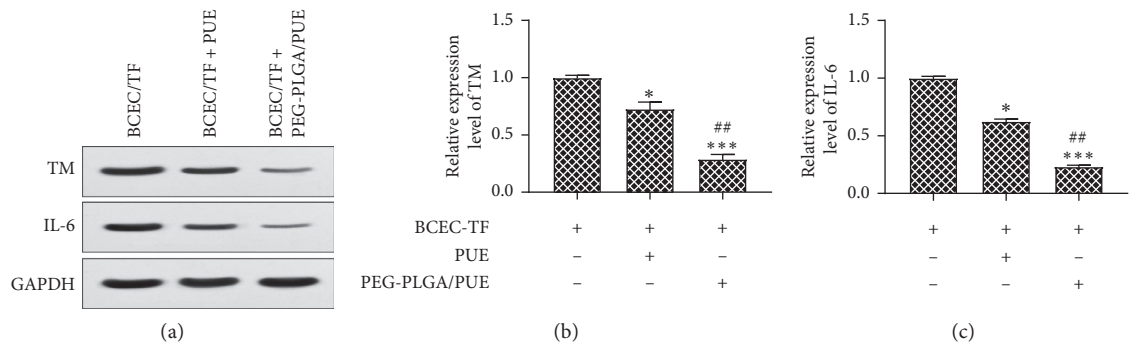 BCEC/TF
BCEC/TF + PUE
BCEC/TF +
PEG-PLGA/PUE
TM
IL-6
GAPDH
(a)
Relative expression
level of TM
1.5
1.0
0.5
0.0
*
##
***
BCEC-TF + + +
PUE – + –
PEG-PLGA/PUE – – +
(b)
Relative expression
level of IL-6
1.5
1.0
0.5
0.0
*
##
***
+ + +
– + –
– – +
(c)